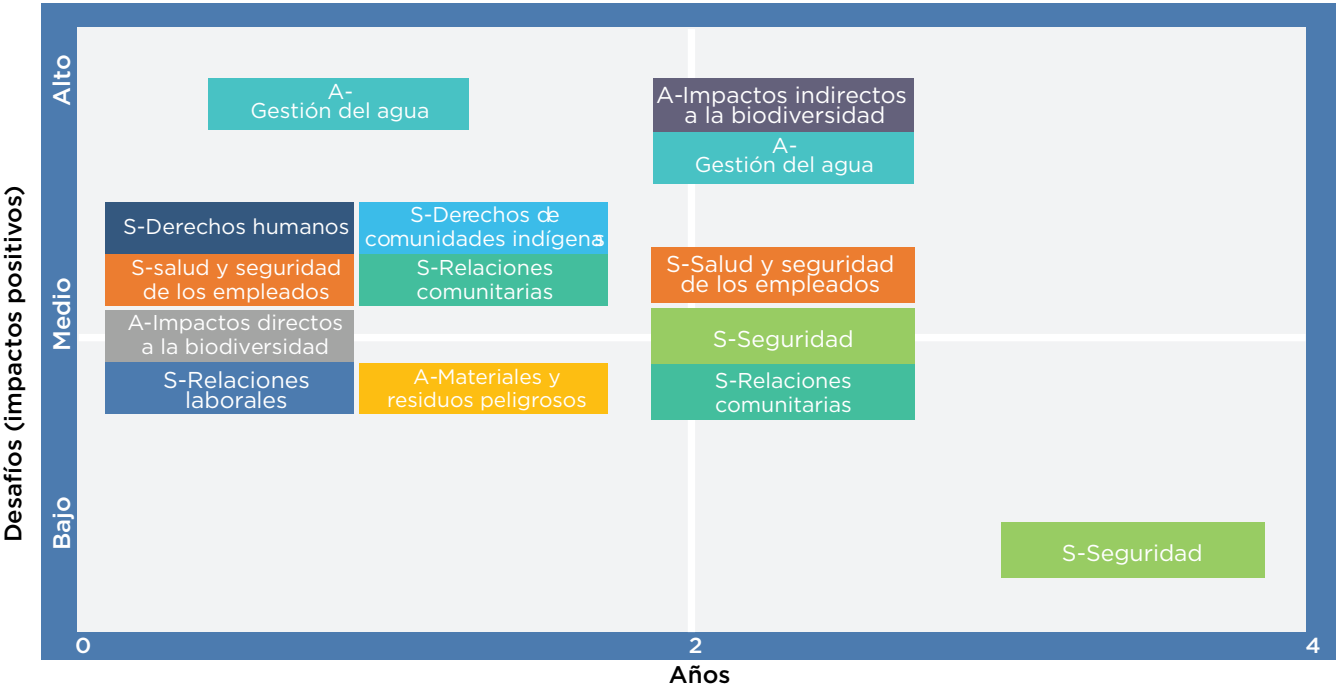 Desafíos (impactos positivos)
Alto
Medio
Bajo
A-
Gestión del agua
A-Impactos indirectos
a la biodiversidad
A-
Gestión del agua
S-Derechos humanos
S-Derechos de
comunidades indígenas
S-salud y seguridad
de los empleados
S-Relaciones
comunitarias
S-Salud y seguridad
de los empleados
A-Impactos directos
a la biodiversidad
S-Seguridad
S-Relaciones
laborales
A-Materiales y
residuos peligrosos
S-Relaciones
comunitarias
S-Seguridad
0
2
4
Años